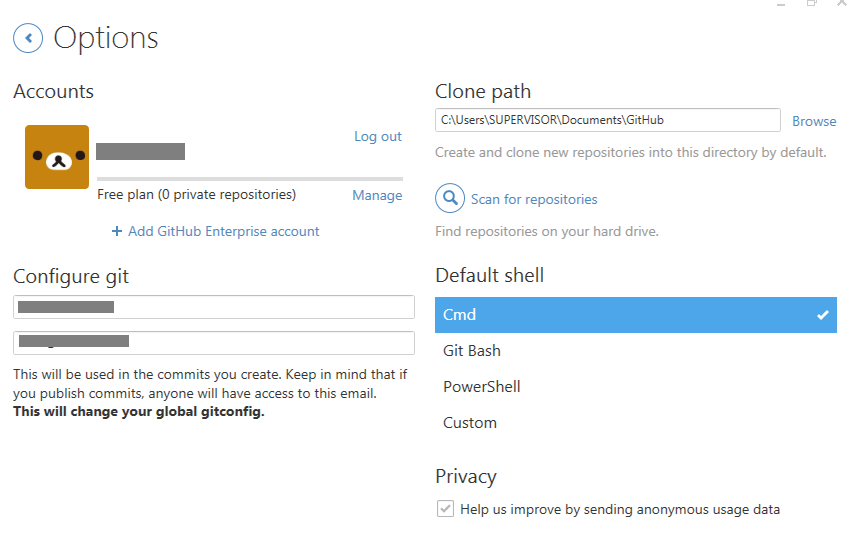 Options
Accounts
Log out
Free plan (0 private repositories)
Manage
+ Add GitHub Enterprise account
Configure git
This will be used in the commits you create. Keep in mind that if
you publish commits, anyone will have access to this email.
This will change your global gitconfig.
Clone path
C:\Users\SUPERVISOR\Documents\GitHub
Browse
Create and clone new repositories into this directory by default.
Scan for repositories
Find repositories on your hard drive.
Default shell
Cmd
Git Bash
PowerShell
Custom
Privacy
Help us improve by sending anonymous usage data